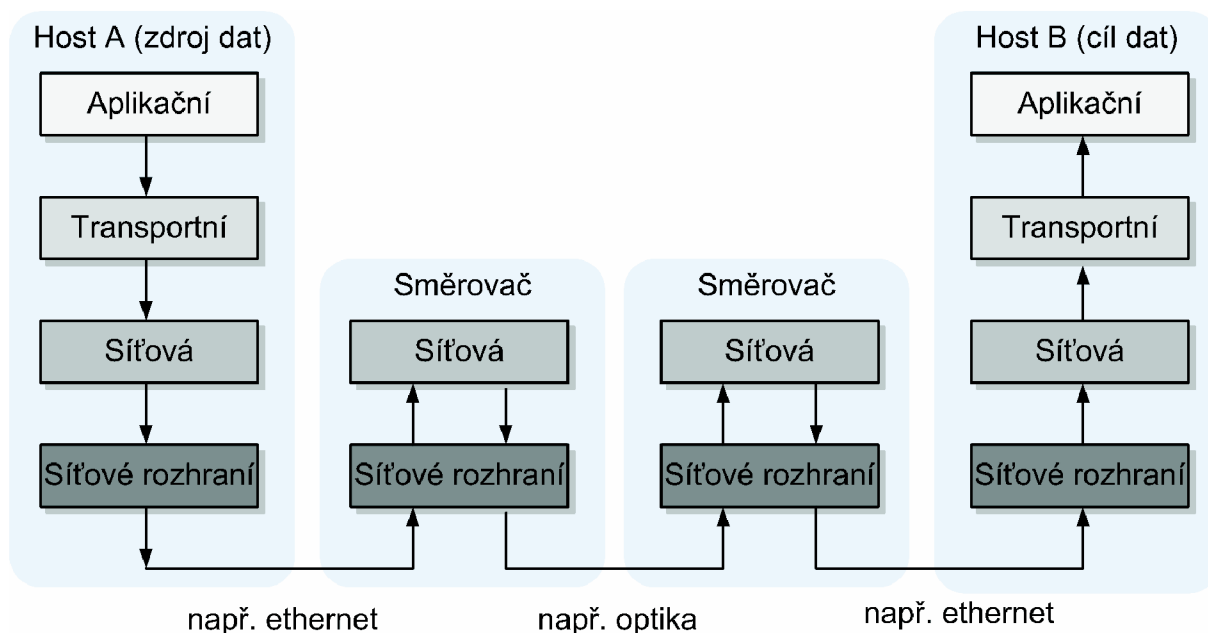 Host A (zdroj dat)
Aplikační
Transportní
Síťová
Síťové rozhraní
Směrovač
Síťová
Síťové rozhraní
Směrovač
Síťová
Síťové rozhraní
Host B (cíl dat)
Aplikační
Transportní
Síťová
Síťové rozhraní
např. ethernet
např. optika
např. ethernet